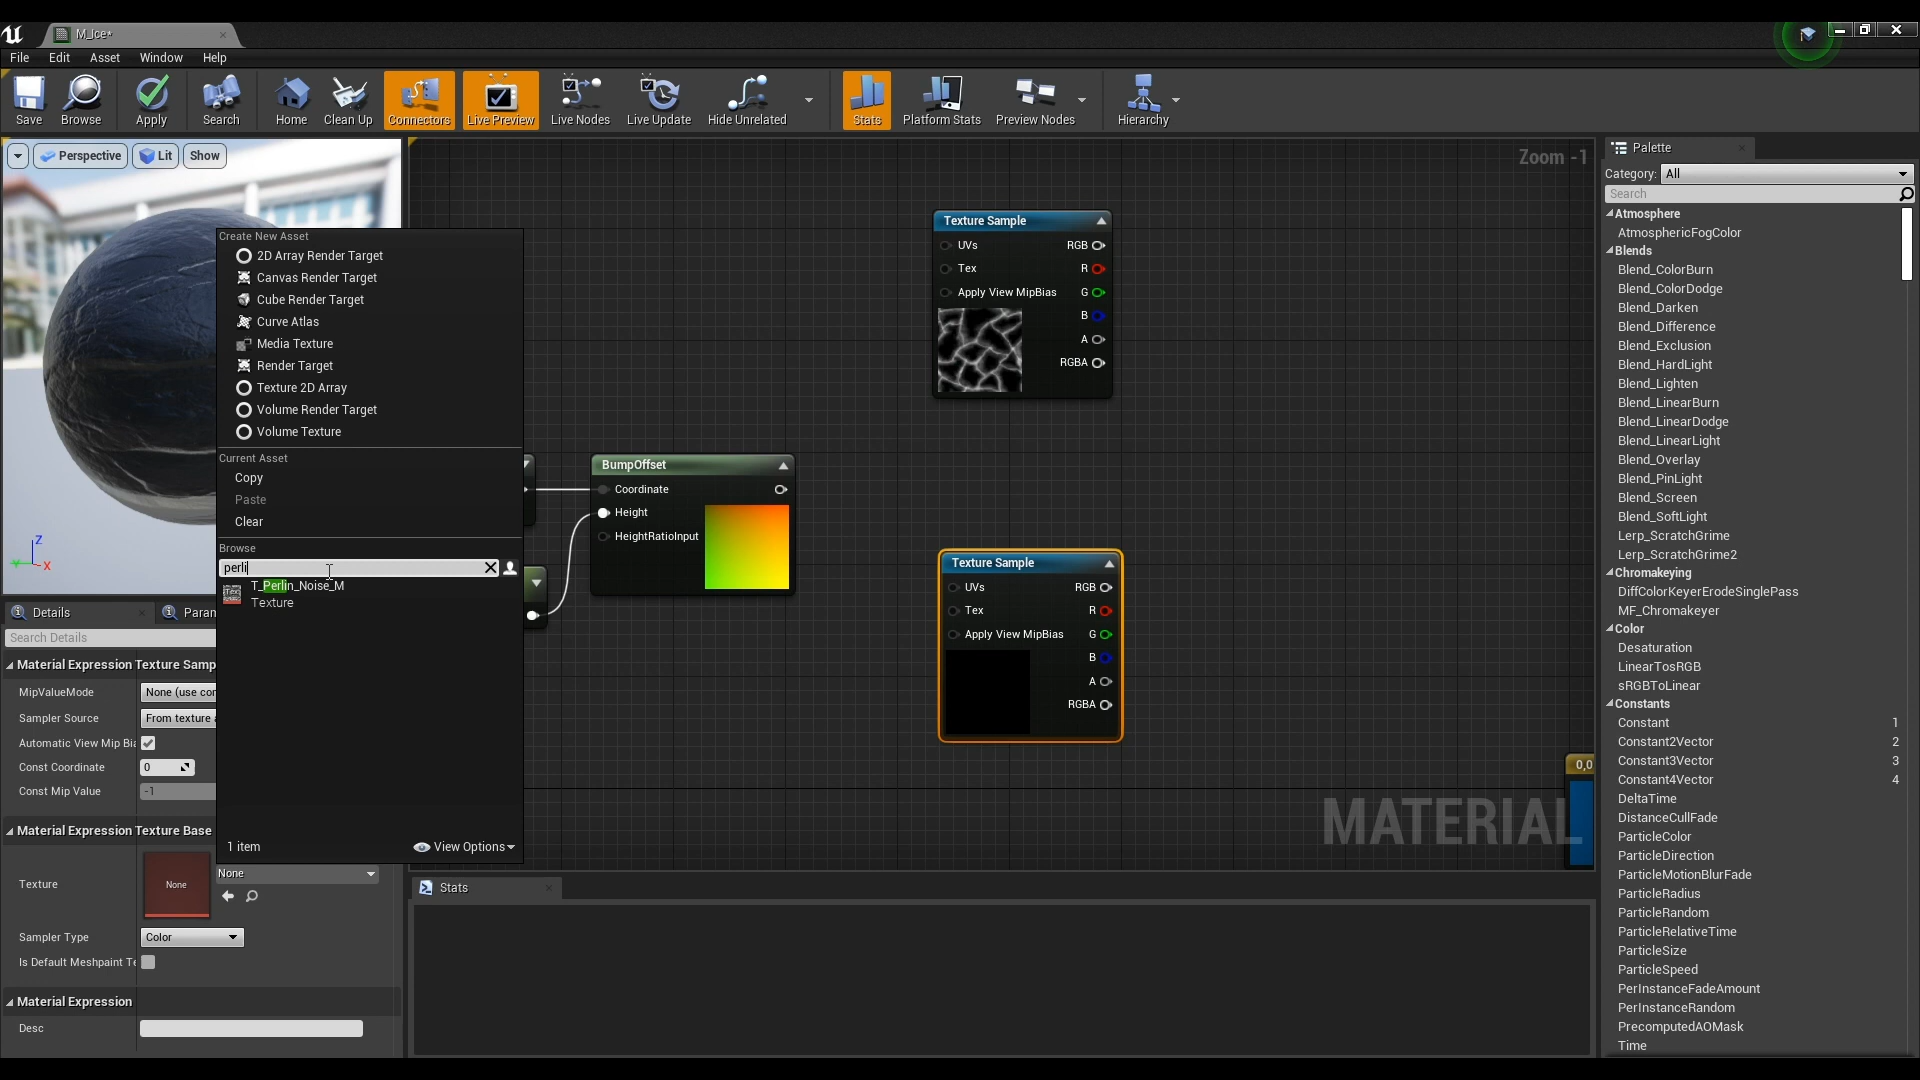 M_Ice*
File Edit Asset Window Help
Save Browse Apply Search Home Clean Up Connectors Live Preview Live Nodes Live Update Hide Unrelated Stats Platform Stats Preview Nodes Hierarchy
Perspective Lit Show
Zoom -1
Create New Asset
2D Array Render Target
Canvas Render Target
Cube Render Target
Curve Atlas
Media Texture
Render Target
Texture 2D Array
Volume Render Target
Volume Texture
Current Asset
Copy
Paste
Clear
Browse
perli
T_Perlin_Noise_M
Texture
1 item View Options
Z
Y X
Details Param
Search Details
Material Expression Texture Samp
MipValueMode None (use cor
Sampler Source From texture a
Automatic View Mip Bia
Const Coordinate 0
Const Mip Value -1
Material Expression Texture Base
Texture None None
Sampler Type Color
Is Default Meshpaint Te
Material Expression
Desc
BumpOffset
Coordinate
Height
HeightRatioInput
Texture Sample
UVs RGB
Tex R
Apply View MipBias G
B
A
RGBA
Texture Sample
UVs RGB
Tex R
Apply View MipBias G
B
A
RGBA
0,0
MATERIAL
Stats
Palette
Category: All
Search
Atmosphere
AtmosphericFogColor
Blends
Blend_ColorBurn
Blend_ColorDodge
Blend_Darken
Blend_Difference
Blend_Exclusion
Blend_HardLight
Blend_Lighten
Blend_LinearBurn
Blend_LinearDodge
Blend_LinearLight
Blend_Overlay
Blend_PinLight
Blend_Screen
Blend_SoftLight
Lerp_ScratchGrime
Lerp_ScratchGrime2
Chromakeying
DiffColorKeyerErodeSinglePass
MF_Chromakeyer
Color
Desaturation
LinearTosRGB
sRGBToLinear
Constants
Constant 1
Constant2Vector 2
Constant3Vector 3
Constant4Vector 4
DeltaTime
DistanceCullFade
ParticleColor
ParticleDirection
ParticleMotionBlurFade
ParticleRadius
ParticleRandom
ParticleRelativeTime
ParticleSize
ParticleSpeed
PerInstanceFadeAmount
PerInstanceRandom
PrecomputedAOMask
Time